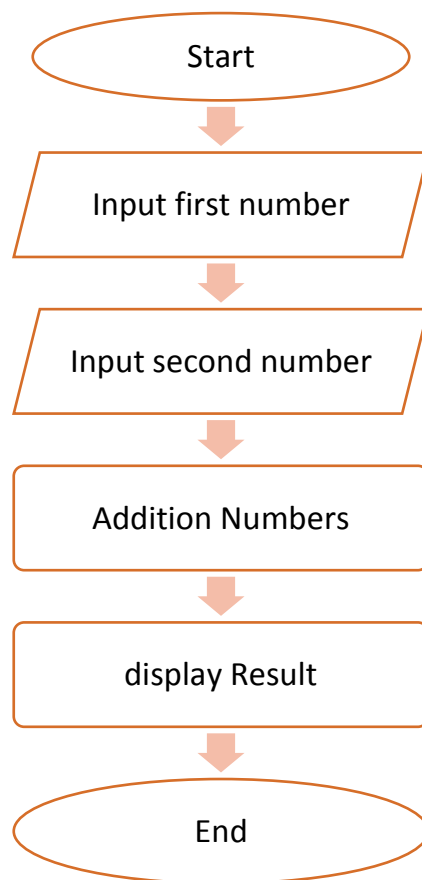 Start
Input first number
Input second number
Addition Numbers
display Result
End